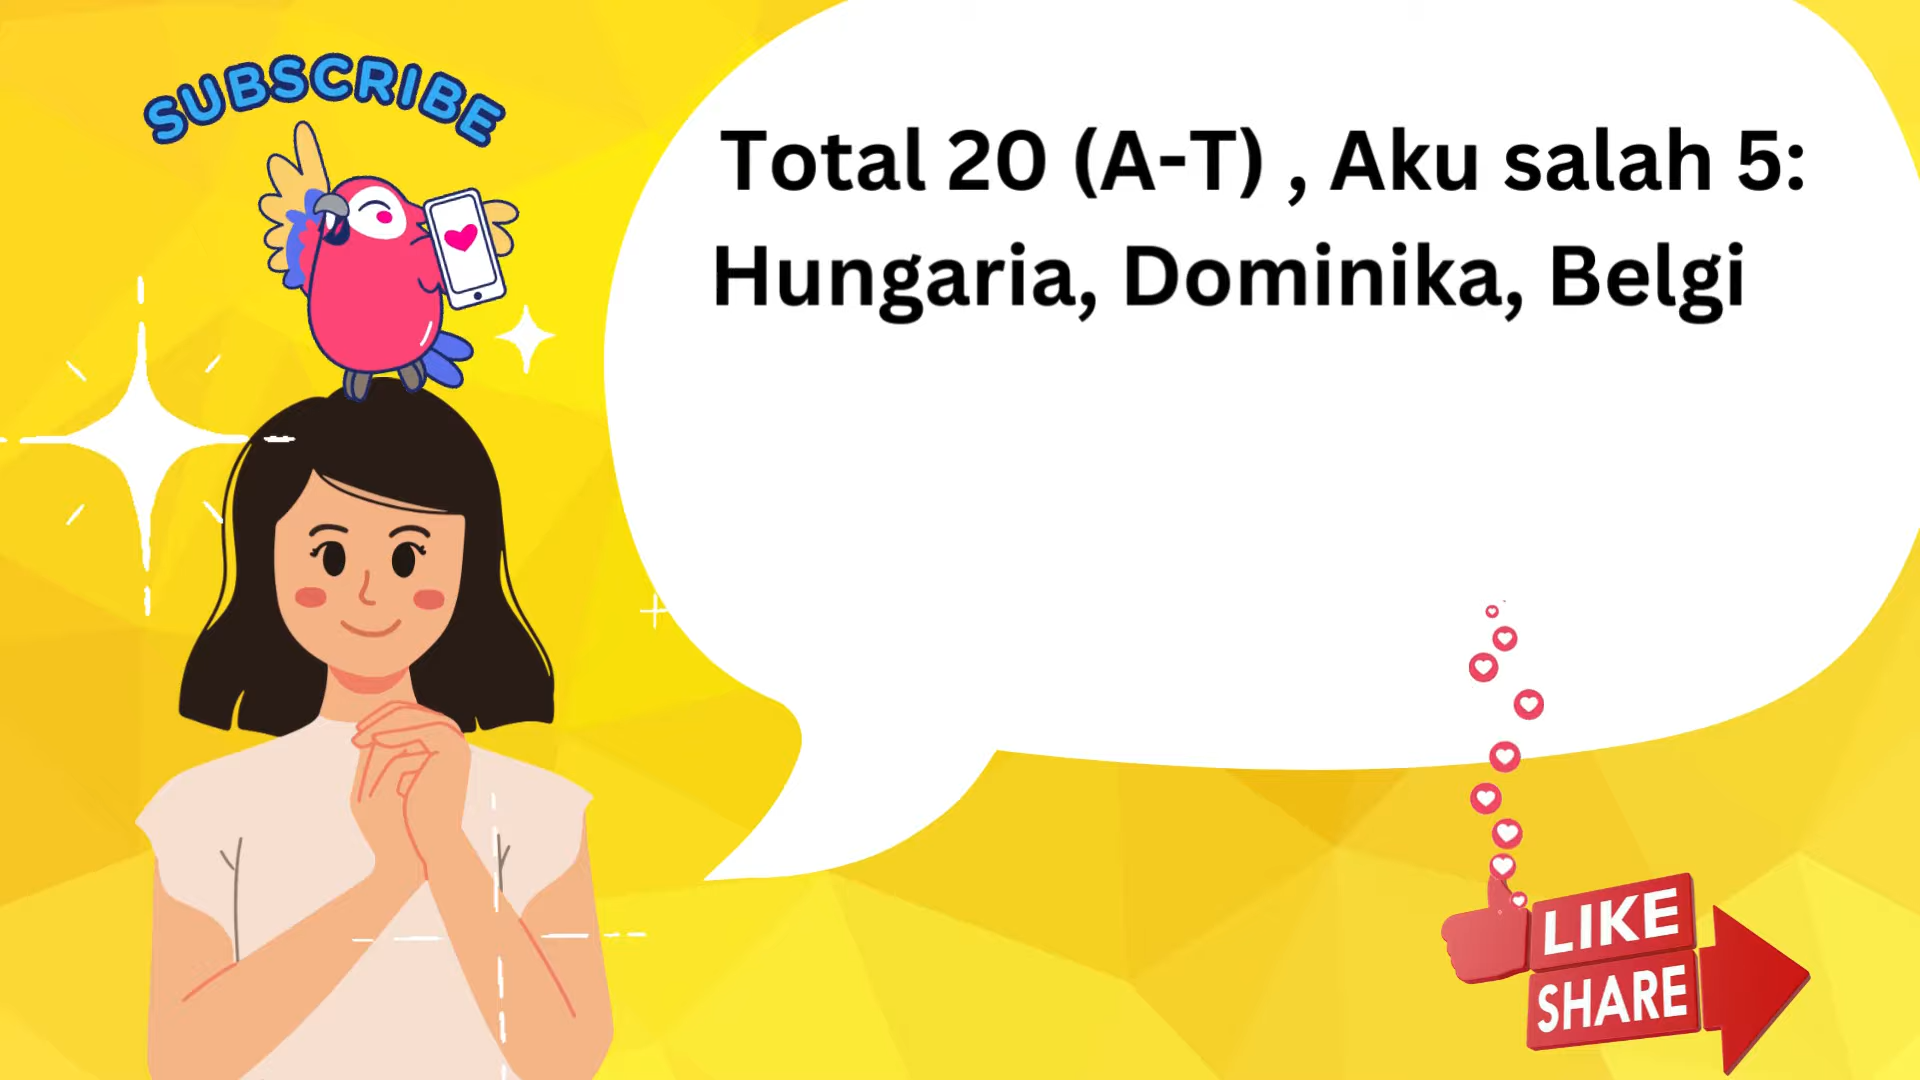 SUBSCRIBE
Total 20 (A-T) , Aku salah 5:
Hungaria, Dominika, Belgi
LIKE
SHARE